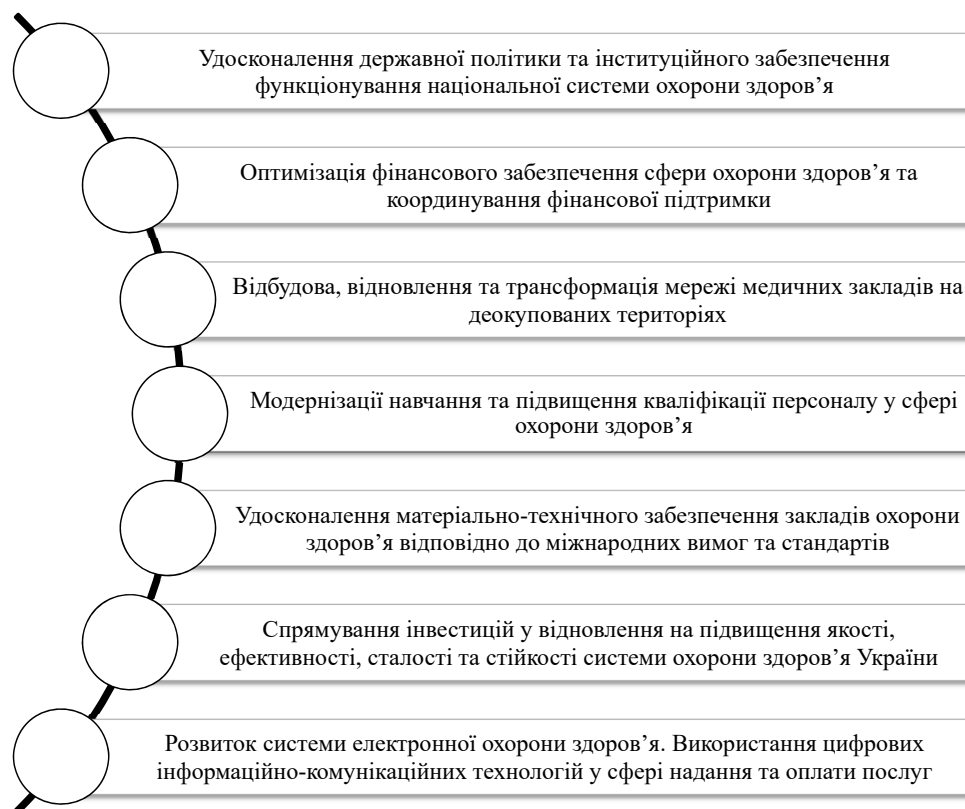 Удосконалення державної політики та інституційного забезпечення
функціонування національної системи охорони здоров’я
Оптимізація фінансового забезпечення сфери охорони здоров’я та
координування фінансової підтримки
Відбудова, відновлення та трансформація мережі медичних закладів на
деокупованих територіях
Модернізації навчання та підвищення кваліфікації персоналу у сфері
охорони здоров’я
Удосконалення матеріально-технічного забезпечення закладів охорони
здоров’я відповідно до міжнародних вимог та стандартів
Спрямування інвестицій у відновлення на підвищення якості,
ефективності, сталості та стійкості системи охорони здоров’я України
Розвиток системи електронної охорони здоров’я. Використання цифрових
інформаційно-комунікаційних технологій у сфері надання та оплати послуг